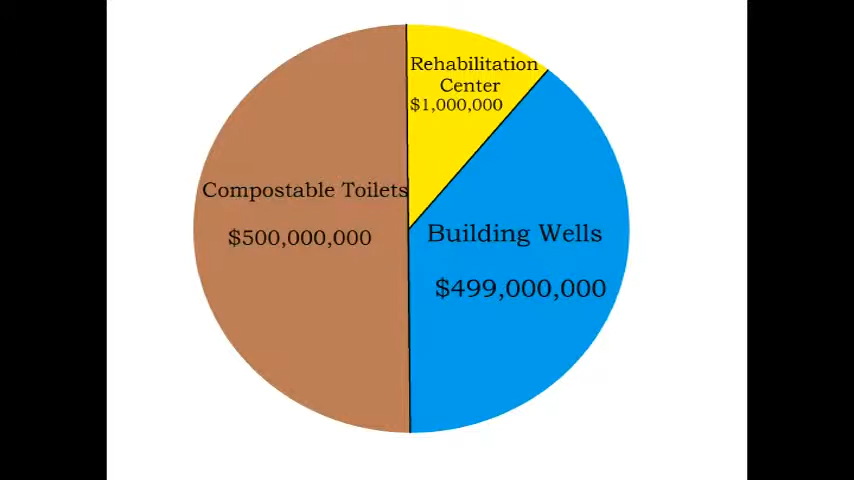 Rehabilitation
Center
$1,000,000
Compostable Toilets
$500,000,000
Building Wells
$499,000,000